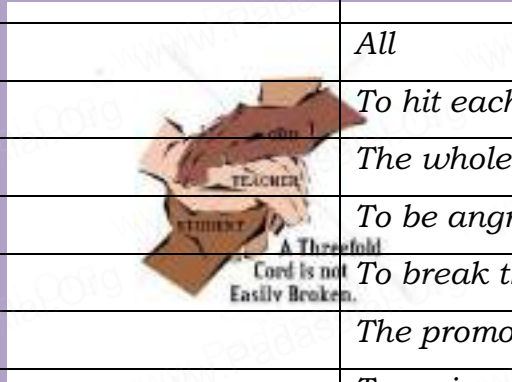 All
To hit each
The whole
To be angr
To break t
The promo
GOD
TEACHER
STUDENT
A Threefold
Cord is not
Easily Broken.